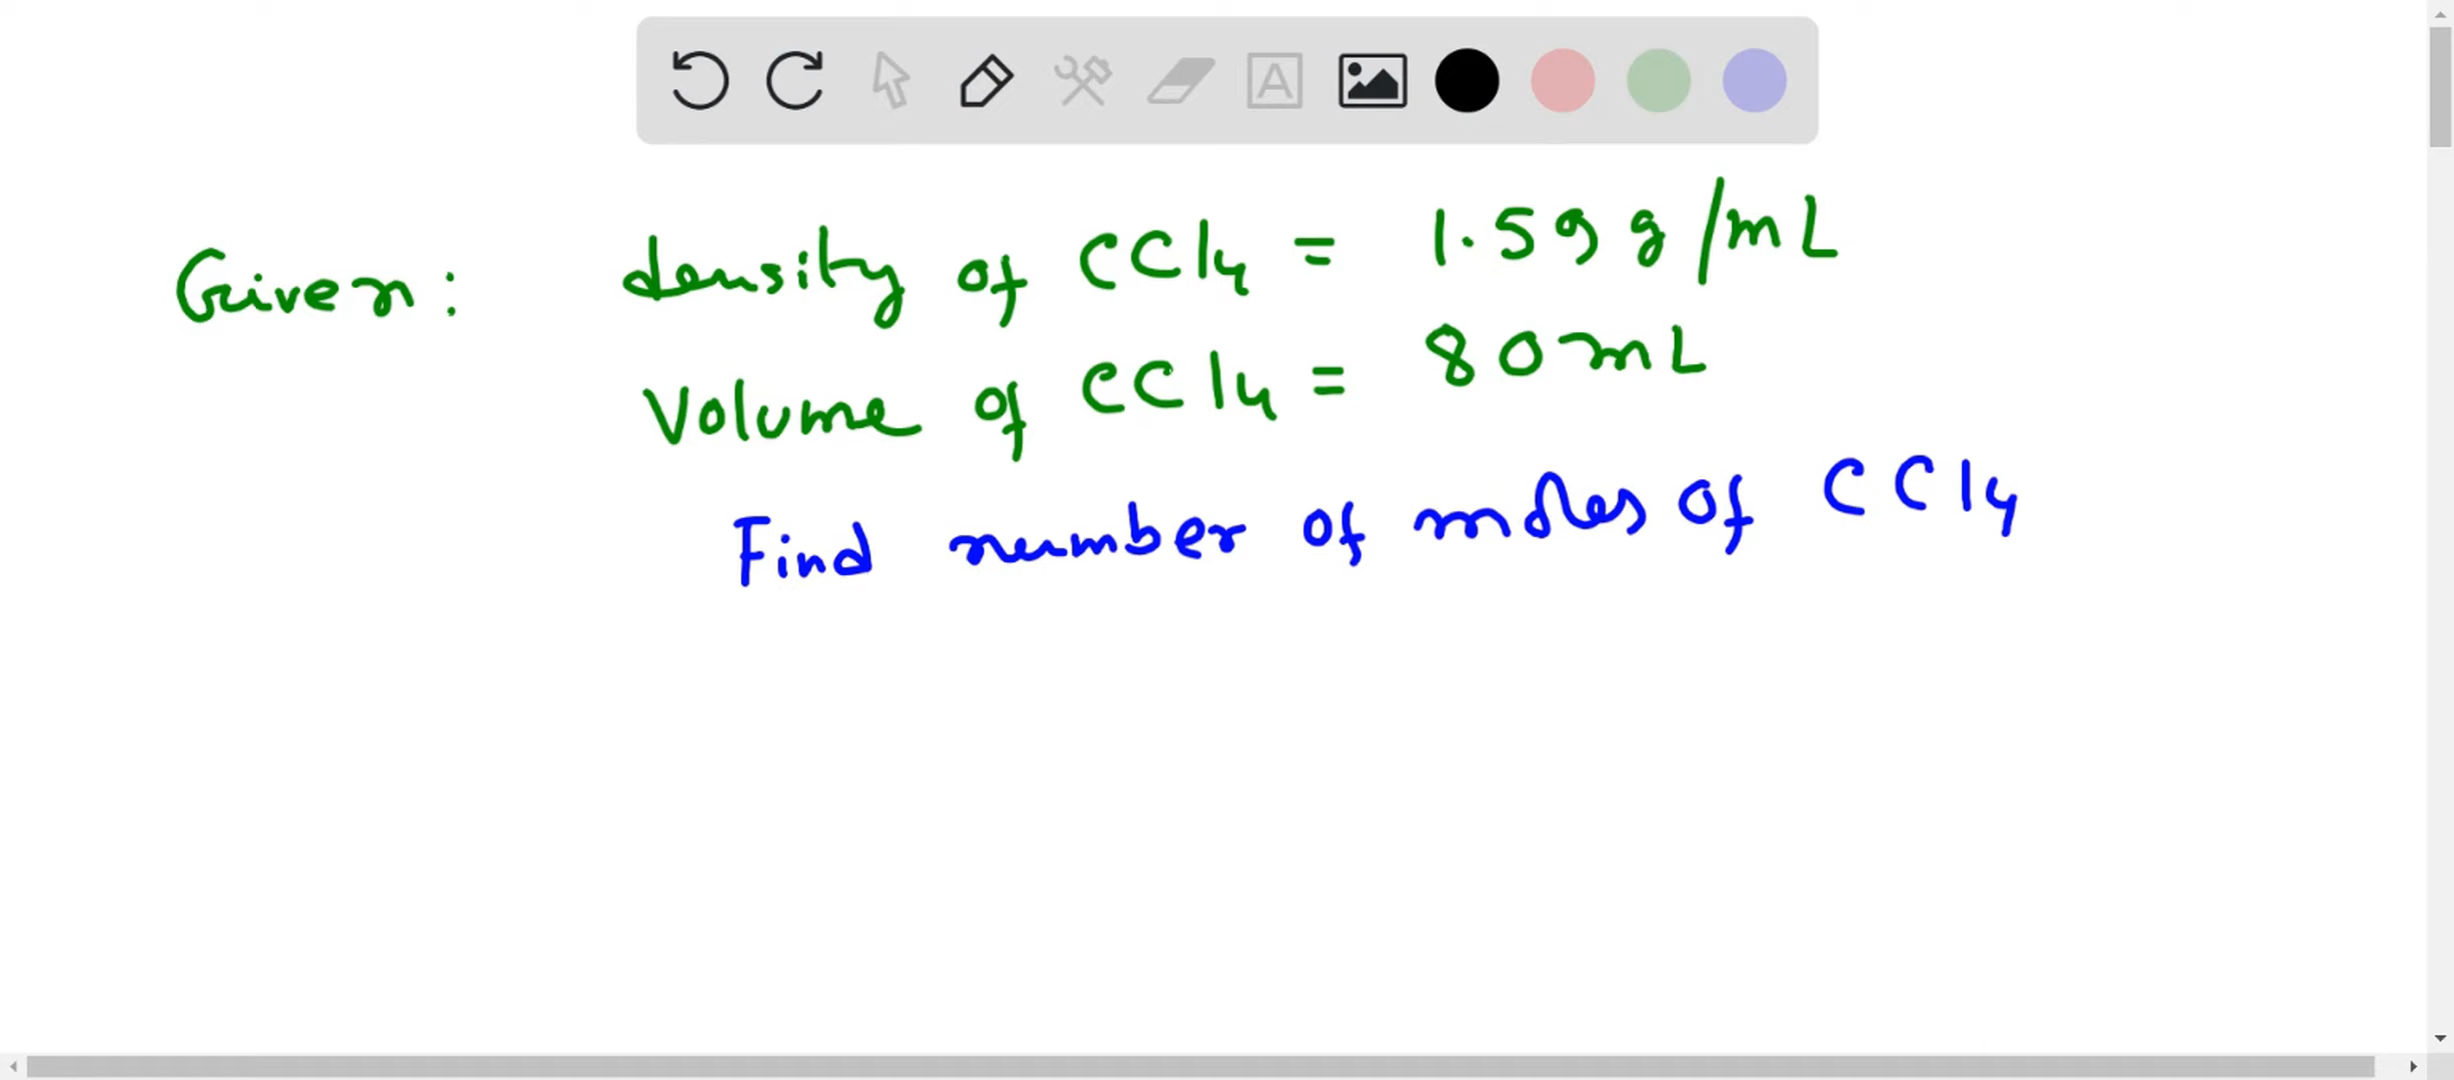 A
Given: density of CCl4 = 1.59 g/mL
Volume of CCl4 = 80 mL
Find number of moles of CCl4